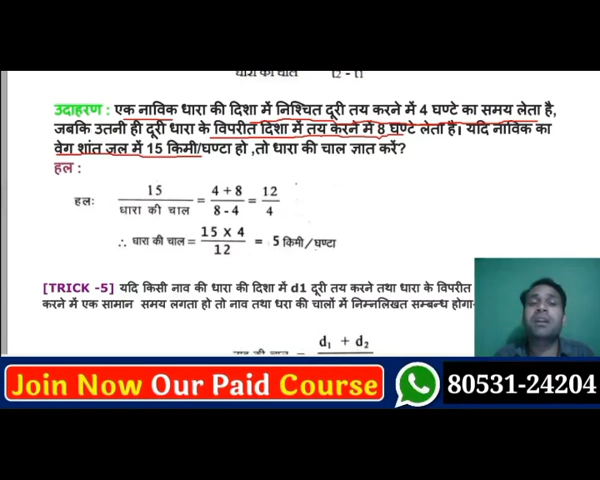 धारा की चाल t2 - t1
उदाहरण : एक नाविक धारा की दिशा में निश्चित दूरी तय करने में 4 घण्टे का समय लेता है,
जबकि उतनी ही दूरी धारा के विपरीत दिशा में तय करने में 8 घण्टे लेता है। यदि नाविक का
वेग शांत जल में 15 किमी/घण्टा हो ,तो धारा की चाल ज्ञात करें?
हल :
हलः 15 / धारा की चाल = 4 + 8 / 8 - 4 = 12 / 4
∴ धारा की चाल = 15 X 4 / 12 = 5 किमी/घण्टा
[TRICK -5] यदि किसी नाव की धारा की दिशा में d1 दूरी तय करने तथा धारा के विपरीत
करने में एक सामान समय लगता हो तो नाव तथा धरा की चालों में निम्नलिखित सम्बन्ध होगा-
d₁ + d₂
Join Now Our Paid Course 80531-24204